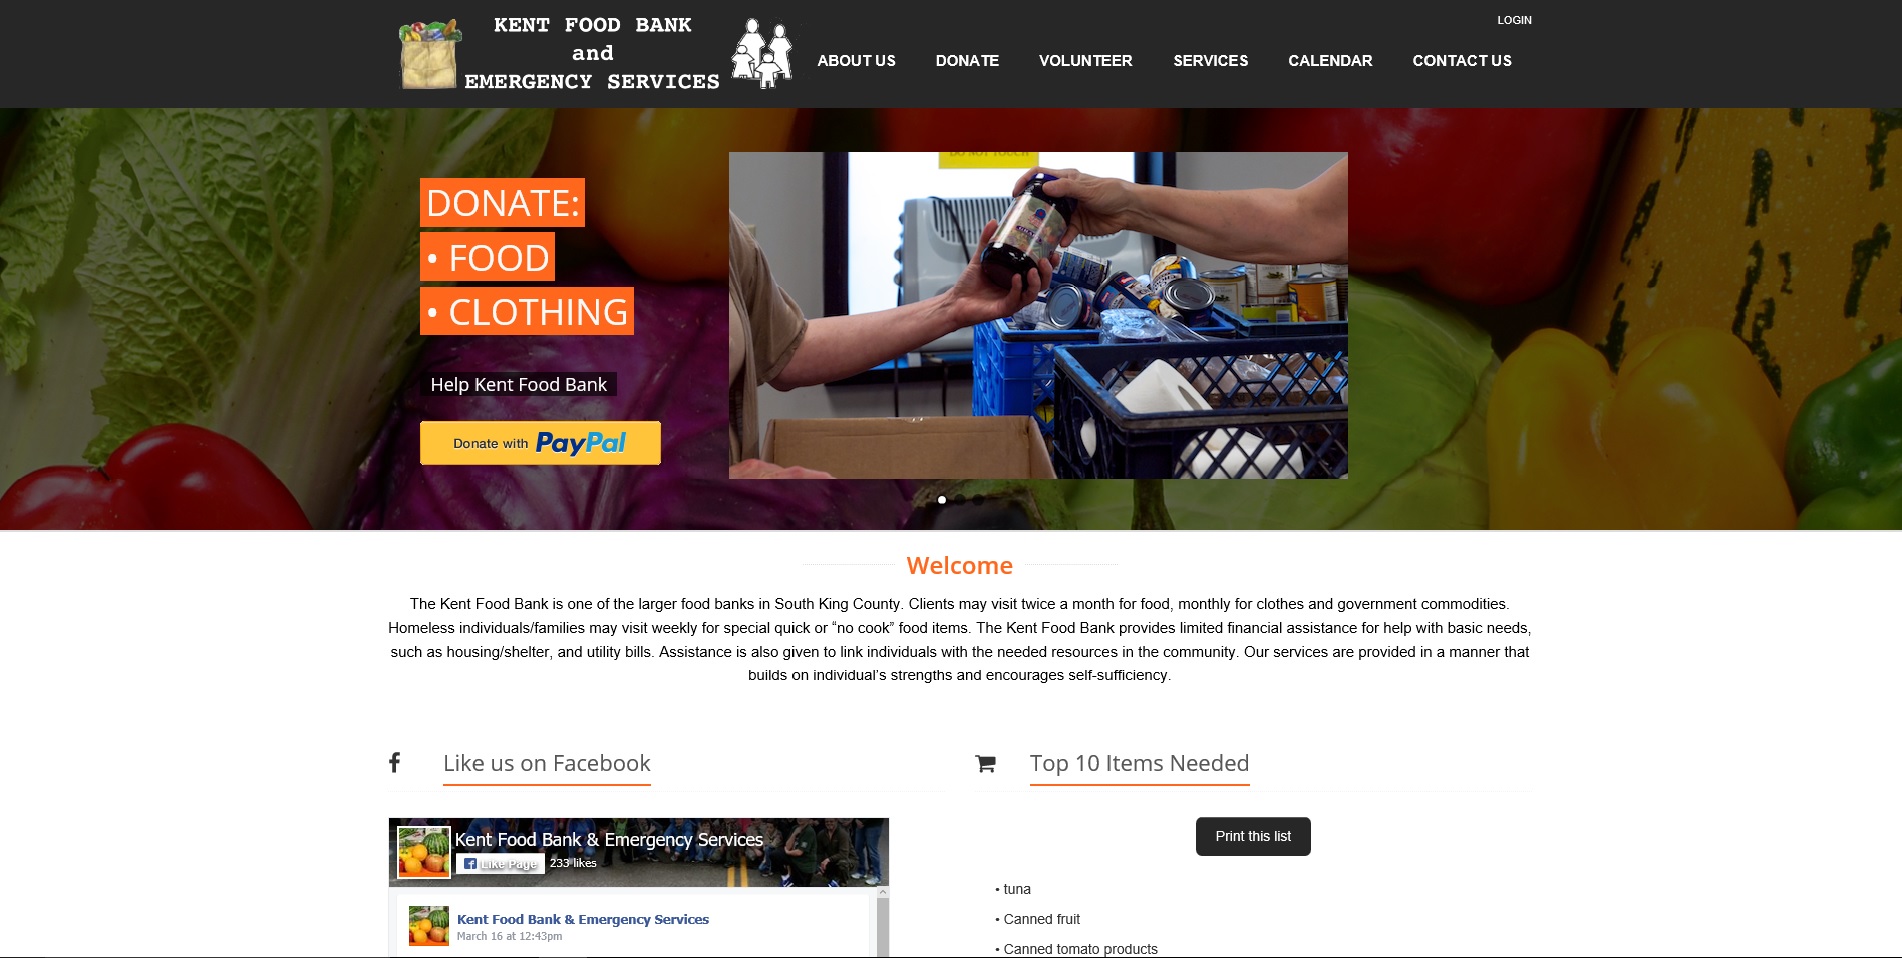 KENT FOOD BANK
and
EMERGENCY SERVICES
LOGIN
ABOUT US DONATE VOLUNTEER SERVICES CALENDAR CONTACT US
DONATE:
• FOOD
• CLOTHING
Help Kent Food Bank
Donate with PayPal
DO NOT TOUCH
Welcome
The Kent Food Bank is one of the larger food banks in South King County. Clients may visit twice a month for food, monthly for clothes and government commodities.
Homeless individuals/families may visit weekly for special quick or “no cook” food items. The Kent Food Bank provides limited financial assistance for help with basic needs,
such as housing/shelter, and utility bills. Assistance is also given to link individuals with the needed resources in the community. Our services are provided in a manner that
builds on individual’s strengths and encourages self-sufficiency.
Like us on Facebook
Kent Food Bank & Emergency Services
Like Page 233 likes
Kent Food Bank & Emergency Services
March 16 at 12:43pm
Top 10 Items Needed
Print this list
• tuna
• Canned fruit
• Canned tomato products